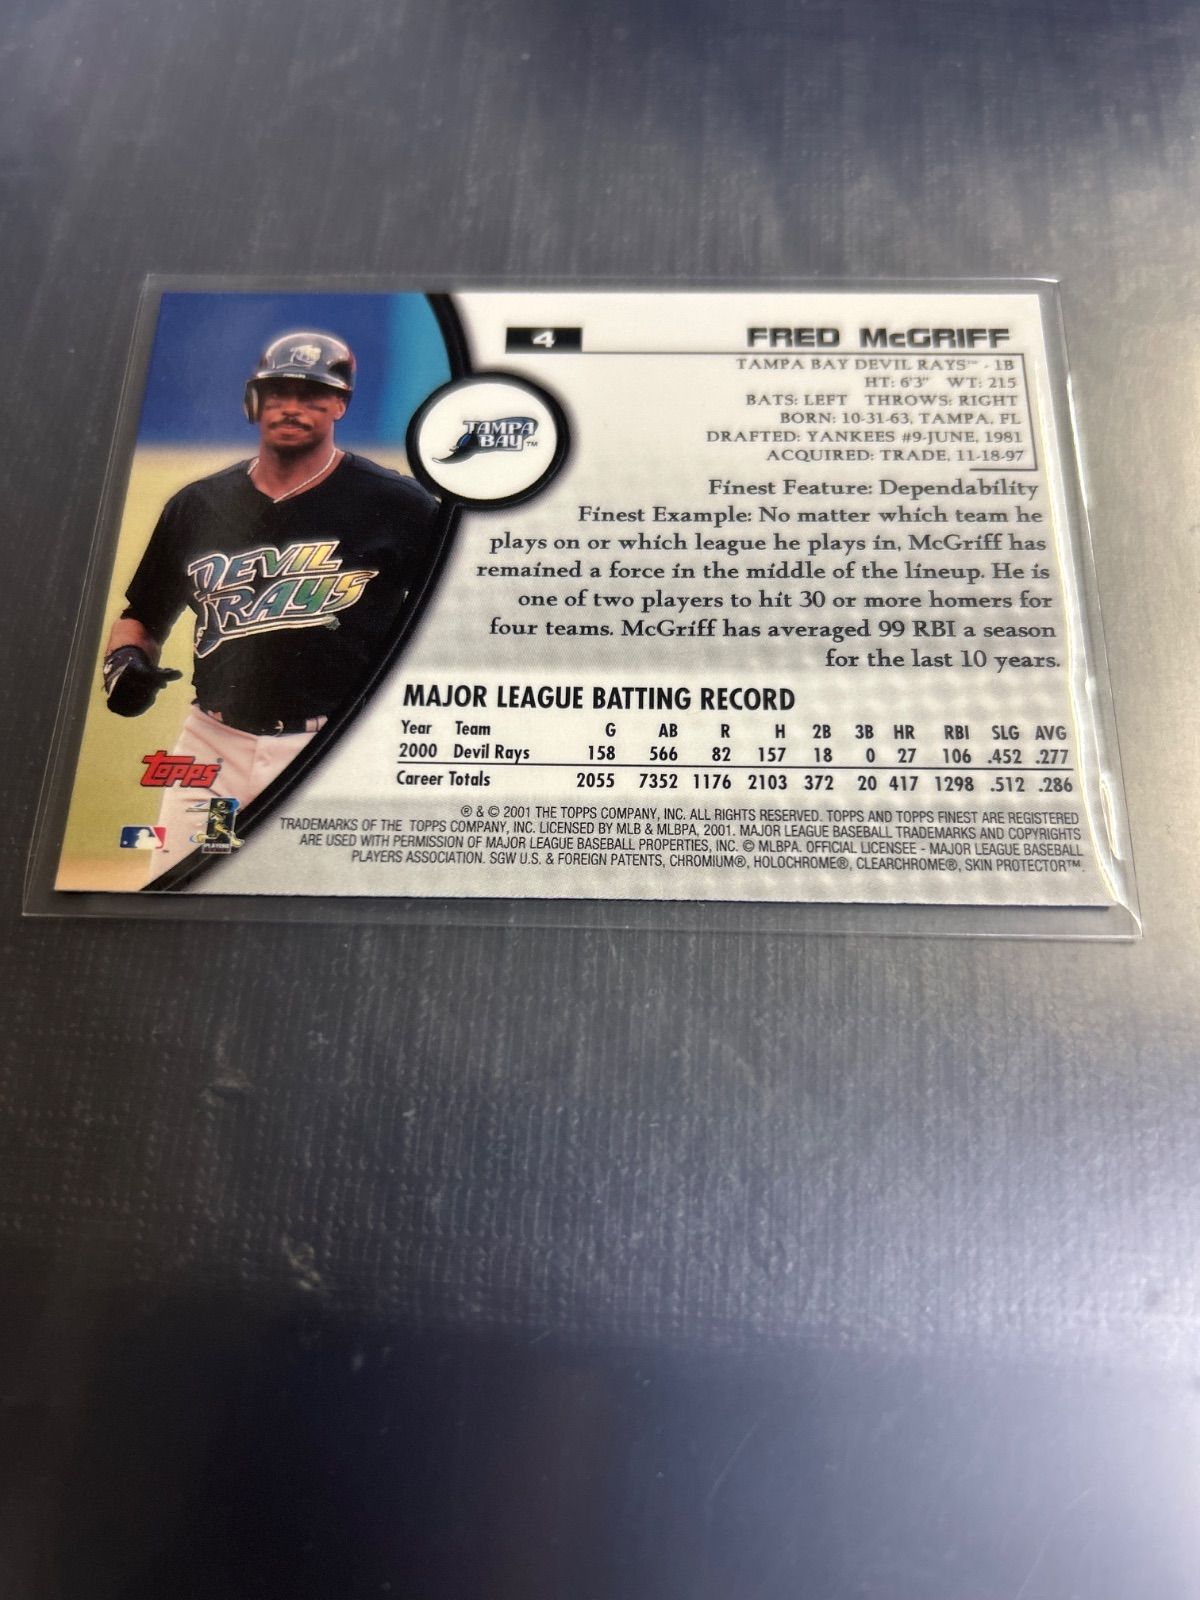 4
FRED McGRIFF
TAMPA BAY DEVIL RAYS™ - 1B
HT: 6'3" WT: 215
BATS: LEFT THROWS: RIGHT
BORN: 10-31-63, TAMPA, FL
DRAFTED: YANKEES #9-JUNE, 1981
ACQUIRED: TRADE, 11-18-97
TAMPA
BAY™
Finest Feature: Dependability
Finest Example: No matter which team he
plays on or which league he plays in, McGriff has
remained a force in the middle of the lineup. He is
one of two players to hit 30 or more homers for
four teams. McGriff has averaged 99 RBI a season
for the last 10 years.
DEVIL
RAYS
MAJOR LEAGUE BATTING RECORD
Year Team G AB R H 2B 3B HR RBI SLG AVG
2000 Devil Rays 158 566 82 157 18 0 27 106 .452 .277
Career Totals 2055 7352 1176 2103 372 20 417 1298 .512 .286
topps®
PLAYERS
® & © 2001 THE TOPPS COMPANY, INC. ALL RIGHTS RESERVED. TOPPS AND TOPPS FINEST ARE REGISTERED
TRADEMARKS OF THE TOPPS COMPANY, INC. LICENSED BY MLB & MLBPA, 2001. MAJOR LEAGUE BASEBALL TRADEMARKS AND COPYRIGHTS
ARE USED WITH PERMISSION OF MAJOR LEAGUE BASEBALL PROPERTIES, INC. © MLBPA. OFFICIAL LICENSEE - MAJOR LEAGUE BASEBALL
PLAYERS ASSOCIATION. SGW U.S. & FOREIGN PATENTS, CHROMIUM®, HOLOCHROME®, CLEARCHROME®, SKIN PROTECTOR™.